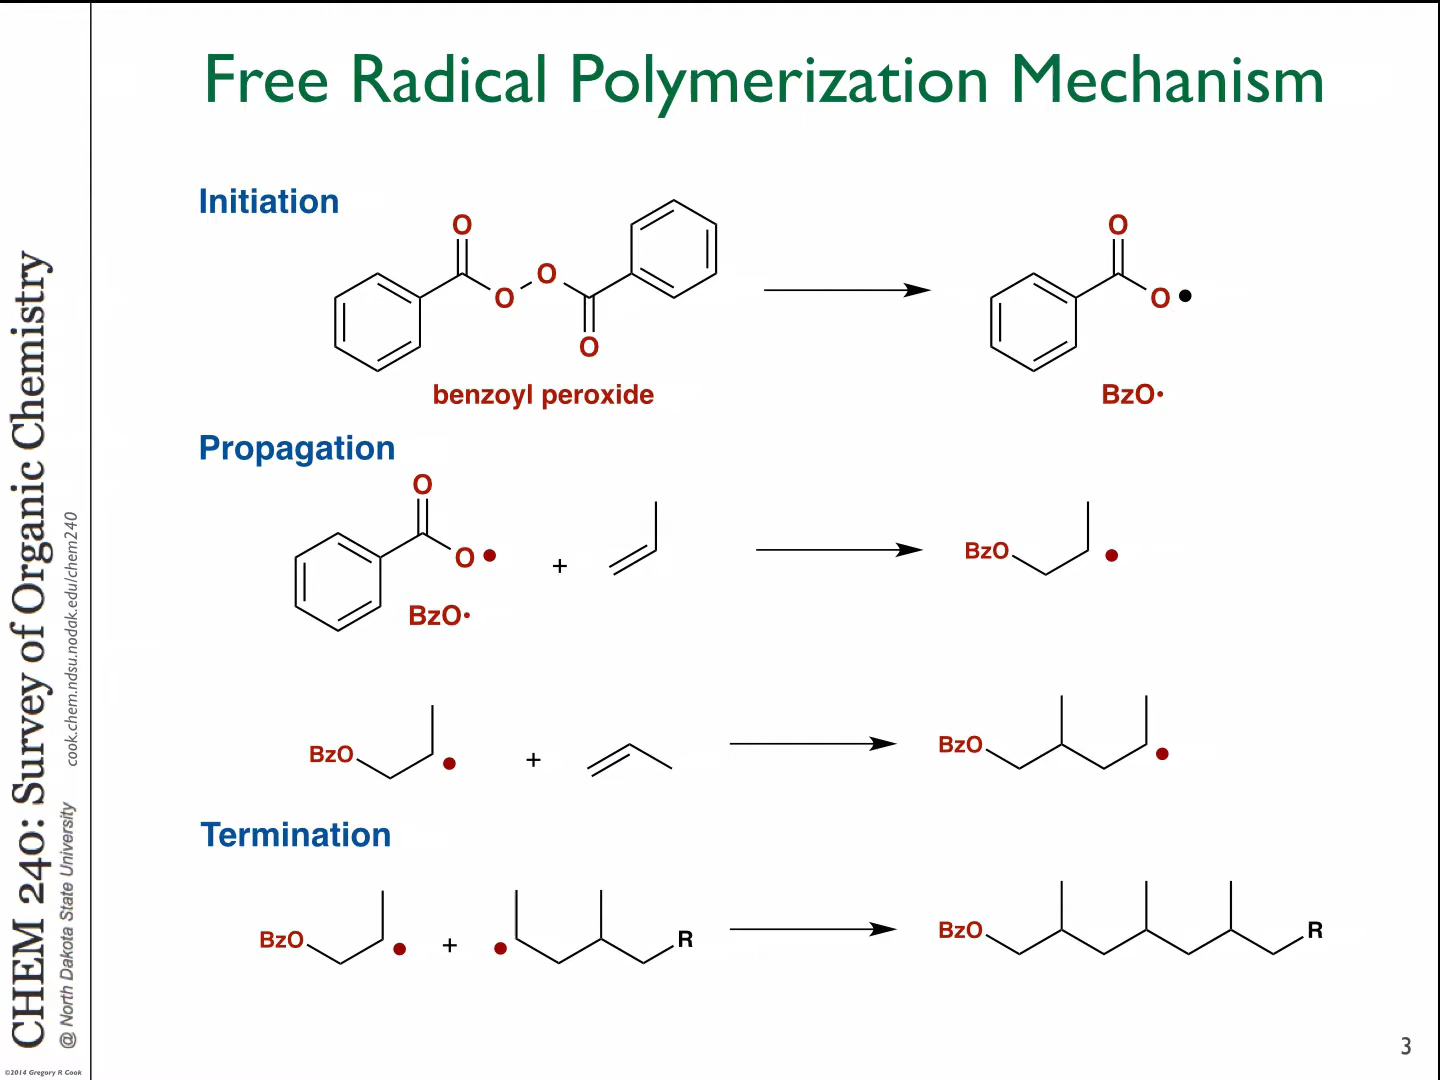 Free Radical Polymerization Mechanism
Initiation
O
O
O
O
benzoyl peroxide
O
O
BzO•
Propagation
O
O
BzO•
+
BzO
BzO
+
BzO
Termination
BzO
+
R
BzO
R
3
CHEM 240: Survey of Organic Chemistry
@ North Dakota State University cook.chem.ndsu.nodak.edu/chem240
©2014 Gregory R Cook